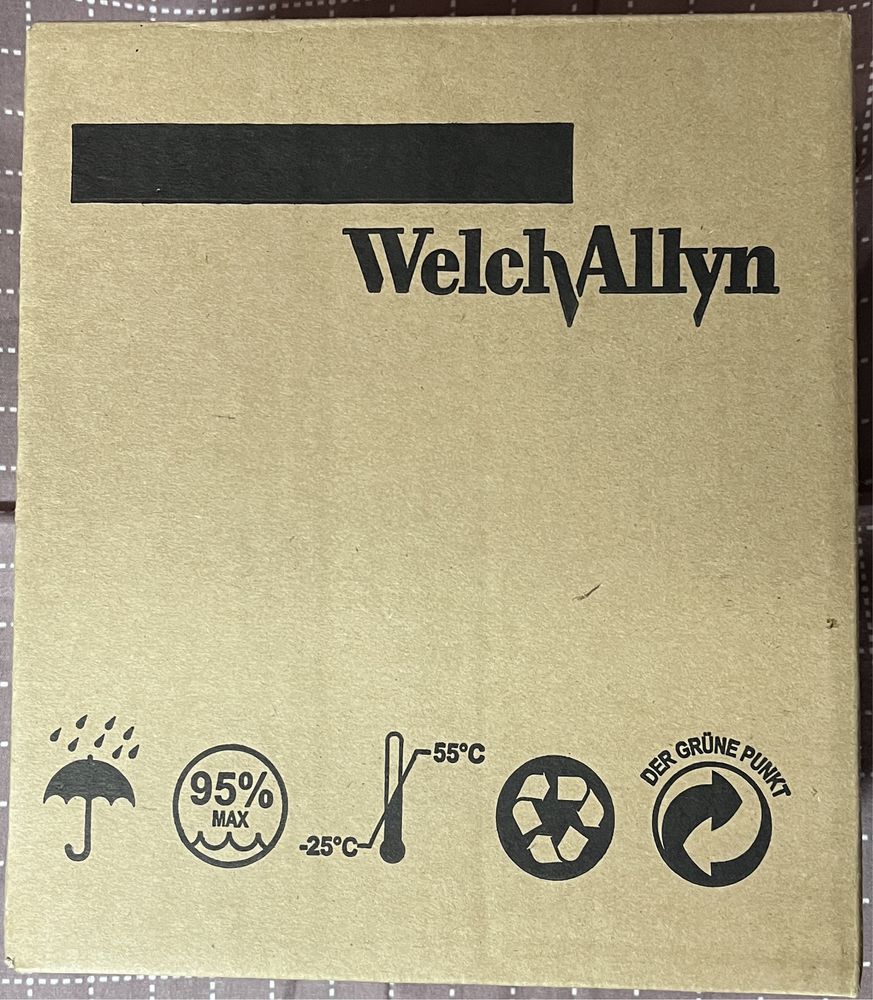 WelchAllyn
95%
MAX
55°C
-25°C
DER GRÜNE PUNKT